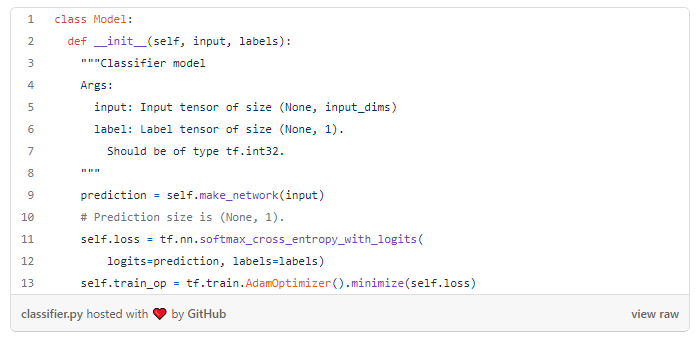 1 class Model:
2 def __init__(self, input, labels):
3 """Classifier model
4 Args:
5 input: Input tensor of size (None, input_dims)
6 label: Label tensor of size (None, 1).
7 Should be of type tf.int32.
8 """
9 prediction = self.make_network(input)
10 # Prediction size is (None, 1).
11 self.loss = tf.nn.softmax_cross_entropy_with_logits(
12 logits=prediction, labels=labels)
13 self.train_op = tf.train.AdamOptimizer().minimize(self.loss)
classifier.py hosted with ❤ by GitHub view raw